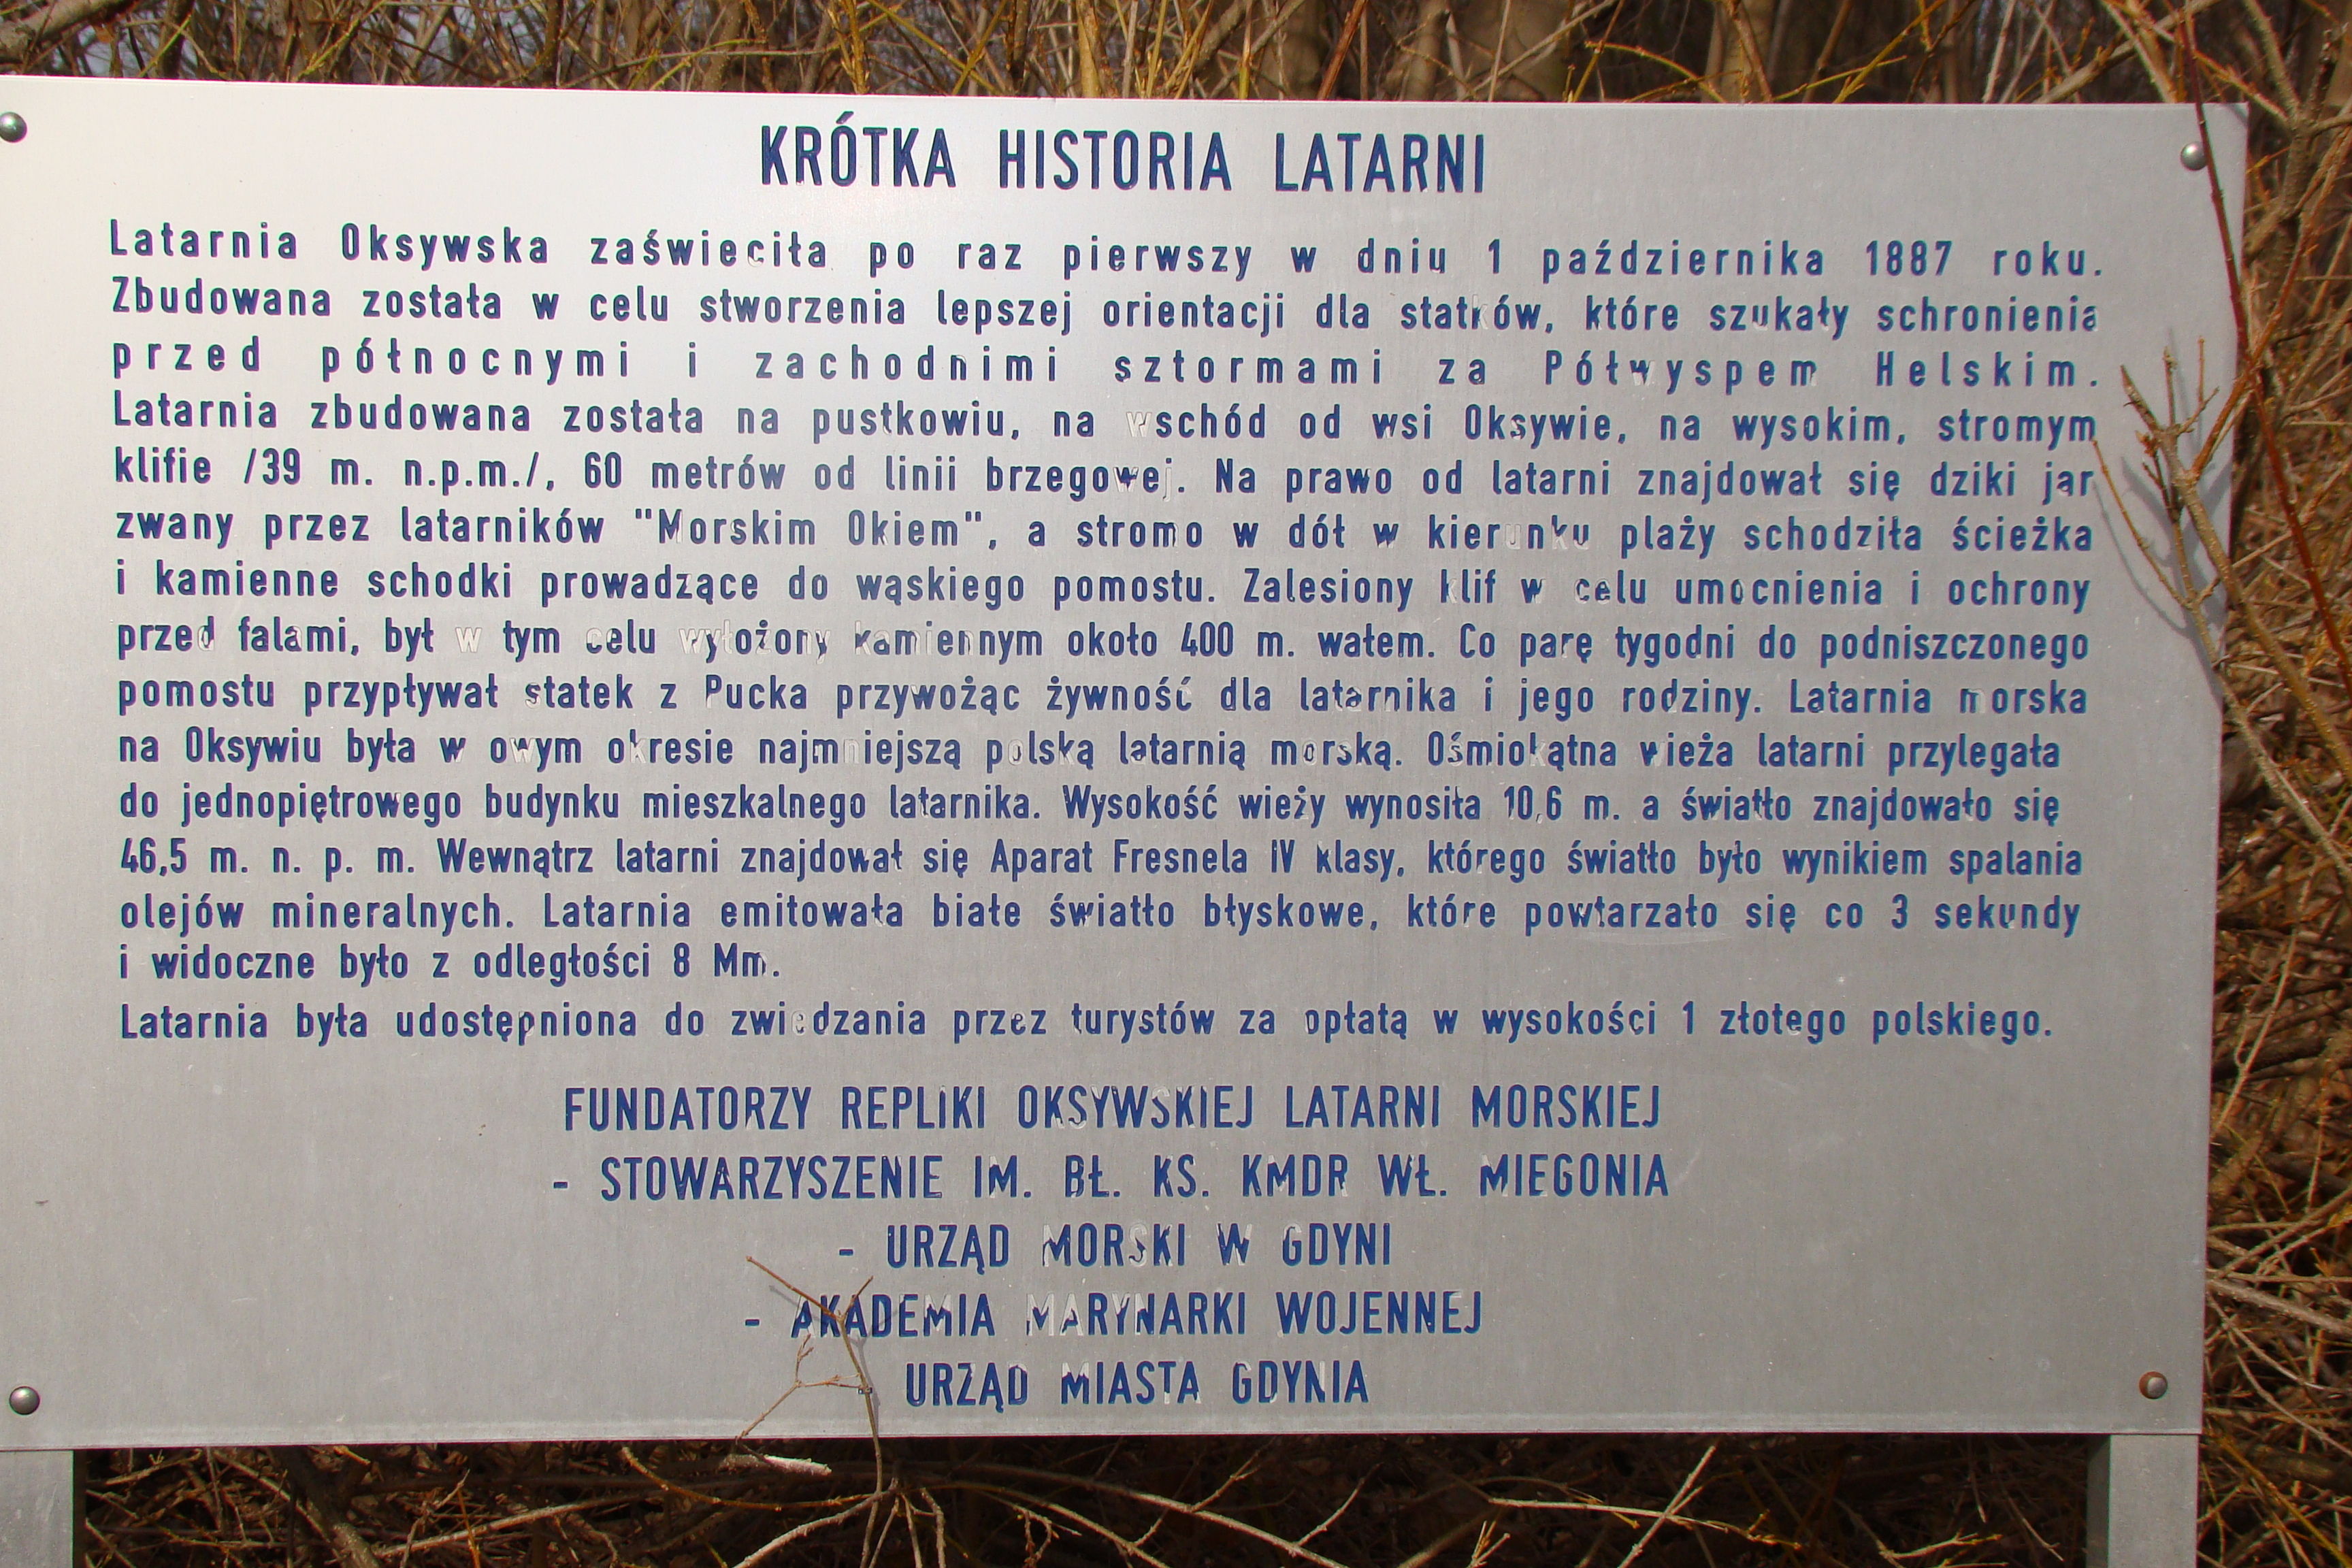 KRÓTKA HISTORIA LATARNI
Latarnia Oksywska zaświeciła po raz pierwszy w dniu 1 października 1887 roku.
Zbudowana została w celu stworzenia lepszej orientacji dla statków, które szukały schronienia
przed północnymi i zachodnimi sztormami za Półwyspem Helskim.
Latarnia zbudowana została na pustkowiu, na wschód od wsi Oksywie, na wysokim, stromym
klifie /39 m. n.p.m./, 60 metrów od linii brzegowej. Na prawo od latarni znajdował się dziki jar
zwany przez latarników "Morskim Okiem", a stromo w dół w kierunku plaży schodziła ścieżka
i kamienne schodki prowadzące do wąskiego pomostu. Zalesiony klif w celu umocnienia i ochrony
przed falami, był w tym celu wyłożony kamiennym około 400 m. wałem. Co parę tygodni do podniszczonego
pomostu przypływał statek z Pucka przywożąc żywność dla latarnika i jego rodziny. Latarnia morska
na Oksywiu była w owym okresie najmniejszą polską latarnią morską. Ośmiokątna wieża latarni przylegała
do jednopiętrowego budynku mieszkalnego latarnika. Wysokość wieży wynosiła 10,6 m. a światło znajdowało się
46,5 m. n. p. m. Wewnątrz latarni znajdował się Aparat Fresnela IV klasy, którego światło było wynikiem spalania
olejów mineralnych. Latarnia emitowała białe światło błyskowe, które powtarzało się co 3 sekundy
i widoczne było z odległości 8 Mm.
Latarnia była udostępniona do zwiedzania przez turystów za opłatą w wysokości 1 złotego polskiego.
FUNDATORZY REPLIKI OKSYWSKIEJ LATARNI MORSKIEJ
- STOWARZYSZENIE IM. BŁ. KS. KMDR WŁ. MIEGONIA
- URZĄD MORSKI W GDYNI
- AKADEMIA MARYNARKI WOJENNEJ
URZĄD MIASTA GDYNIA